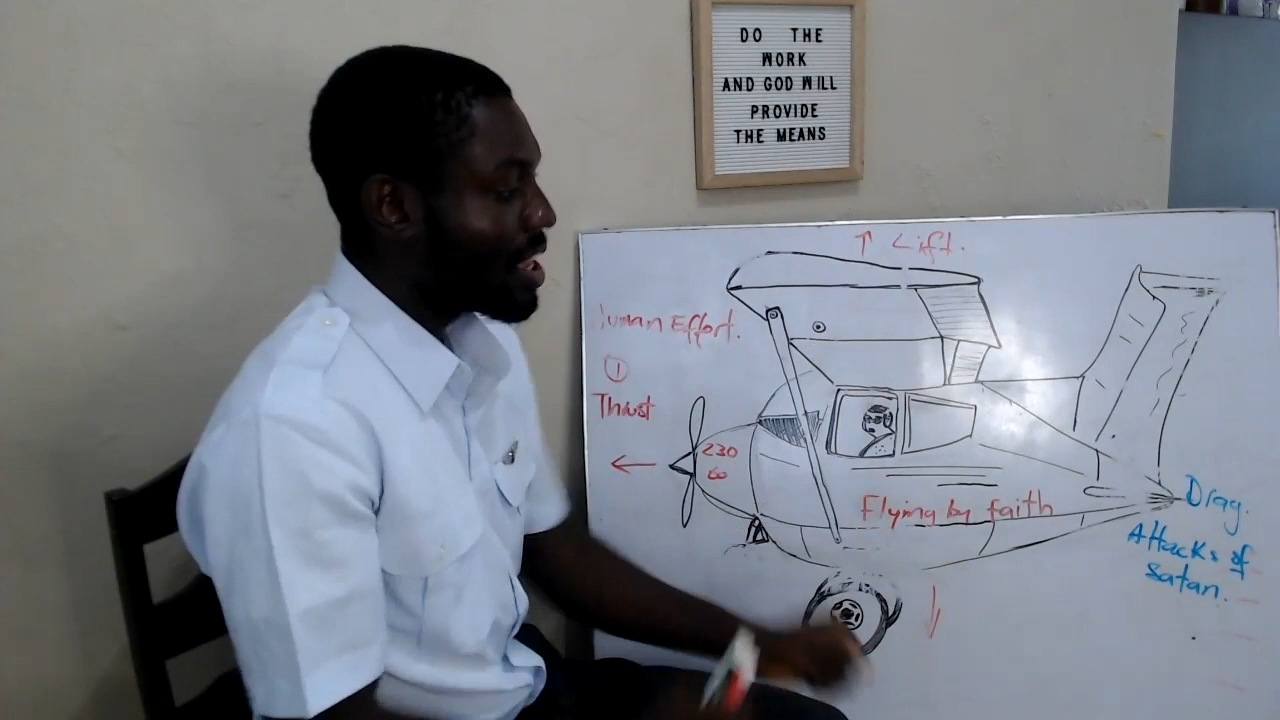 DO THE
WORK
AND GOD WILL
PROVIDE
THE MEANS
↑ Lift.
Human Effort.
①
Thrust
←
230
60
Flying by faith
Drag.
Attacks of
Satan.
↓